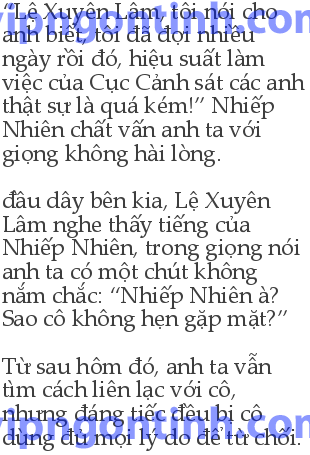 “Lệ Xuyên Lâm, tôi nói cho
anh biết, tôi đã đợi nhiều
ngày rồi đó, hiệu suất làm
việc của Cục Cảnh sát các anh
thật sự là quá kém!” Nhiếp
Nhiên chất vấn anh ta với
giọng không hài lòng.
đầu dây bên kia, Lệ Xuyên
Lâm nghe thấy tiếng của
Nhiếp Nhiên, trong giọng nói
anh ta có một chút không
nắm chắc: “Nhiếp Nhiên à?
Sao cô không hẹn gặp mặt?”
Từ sau hôm đó, anh ta vẫn
tìm cách liên lạc với cô,
nhưng đáng tiếc đều bị cô
dùng đủ mọi lý do để từ chối.
vipngontinh.com
vipngontinh.com